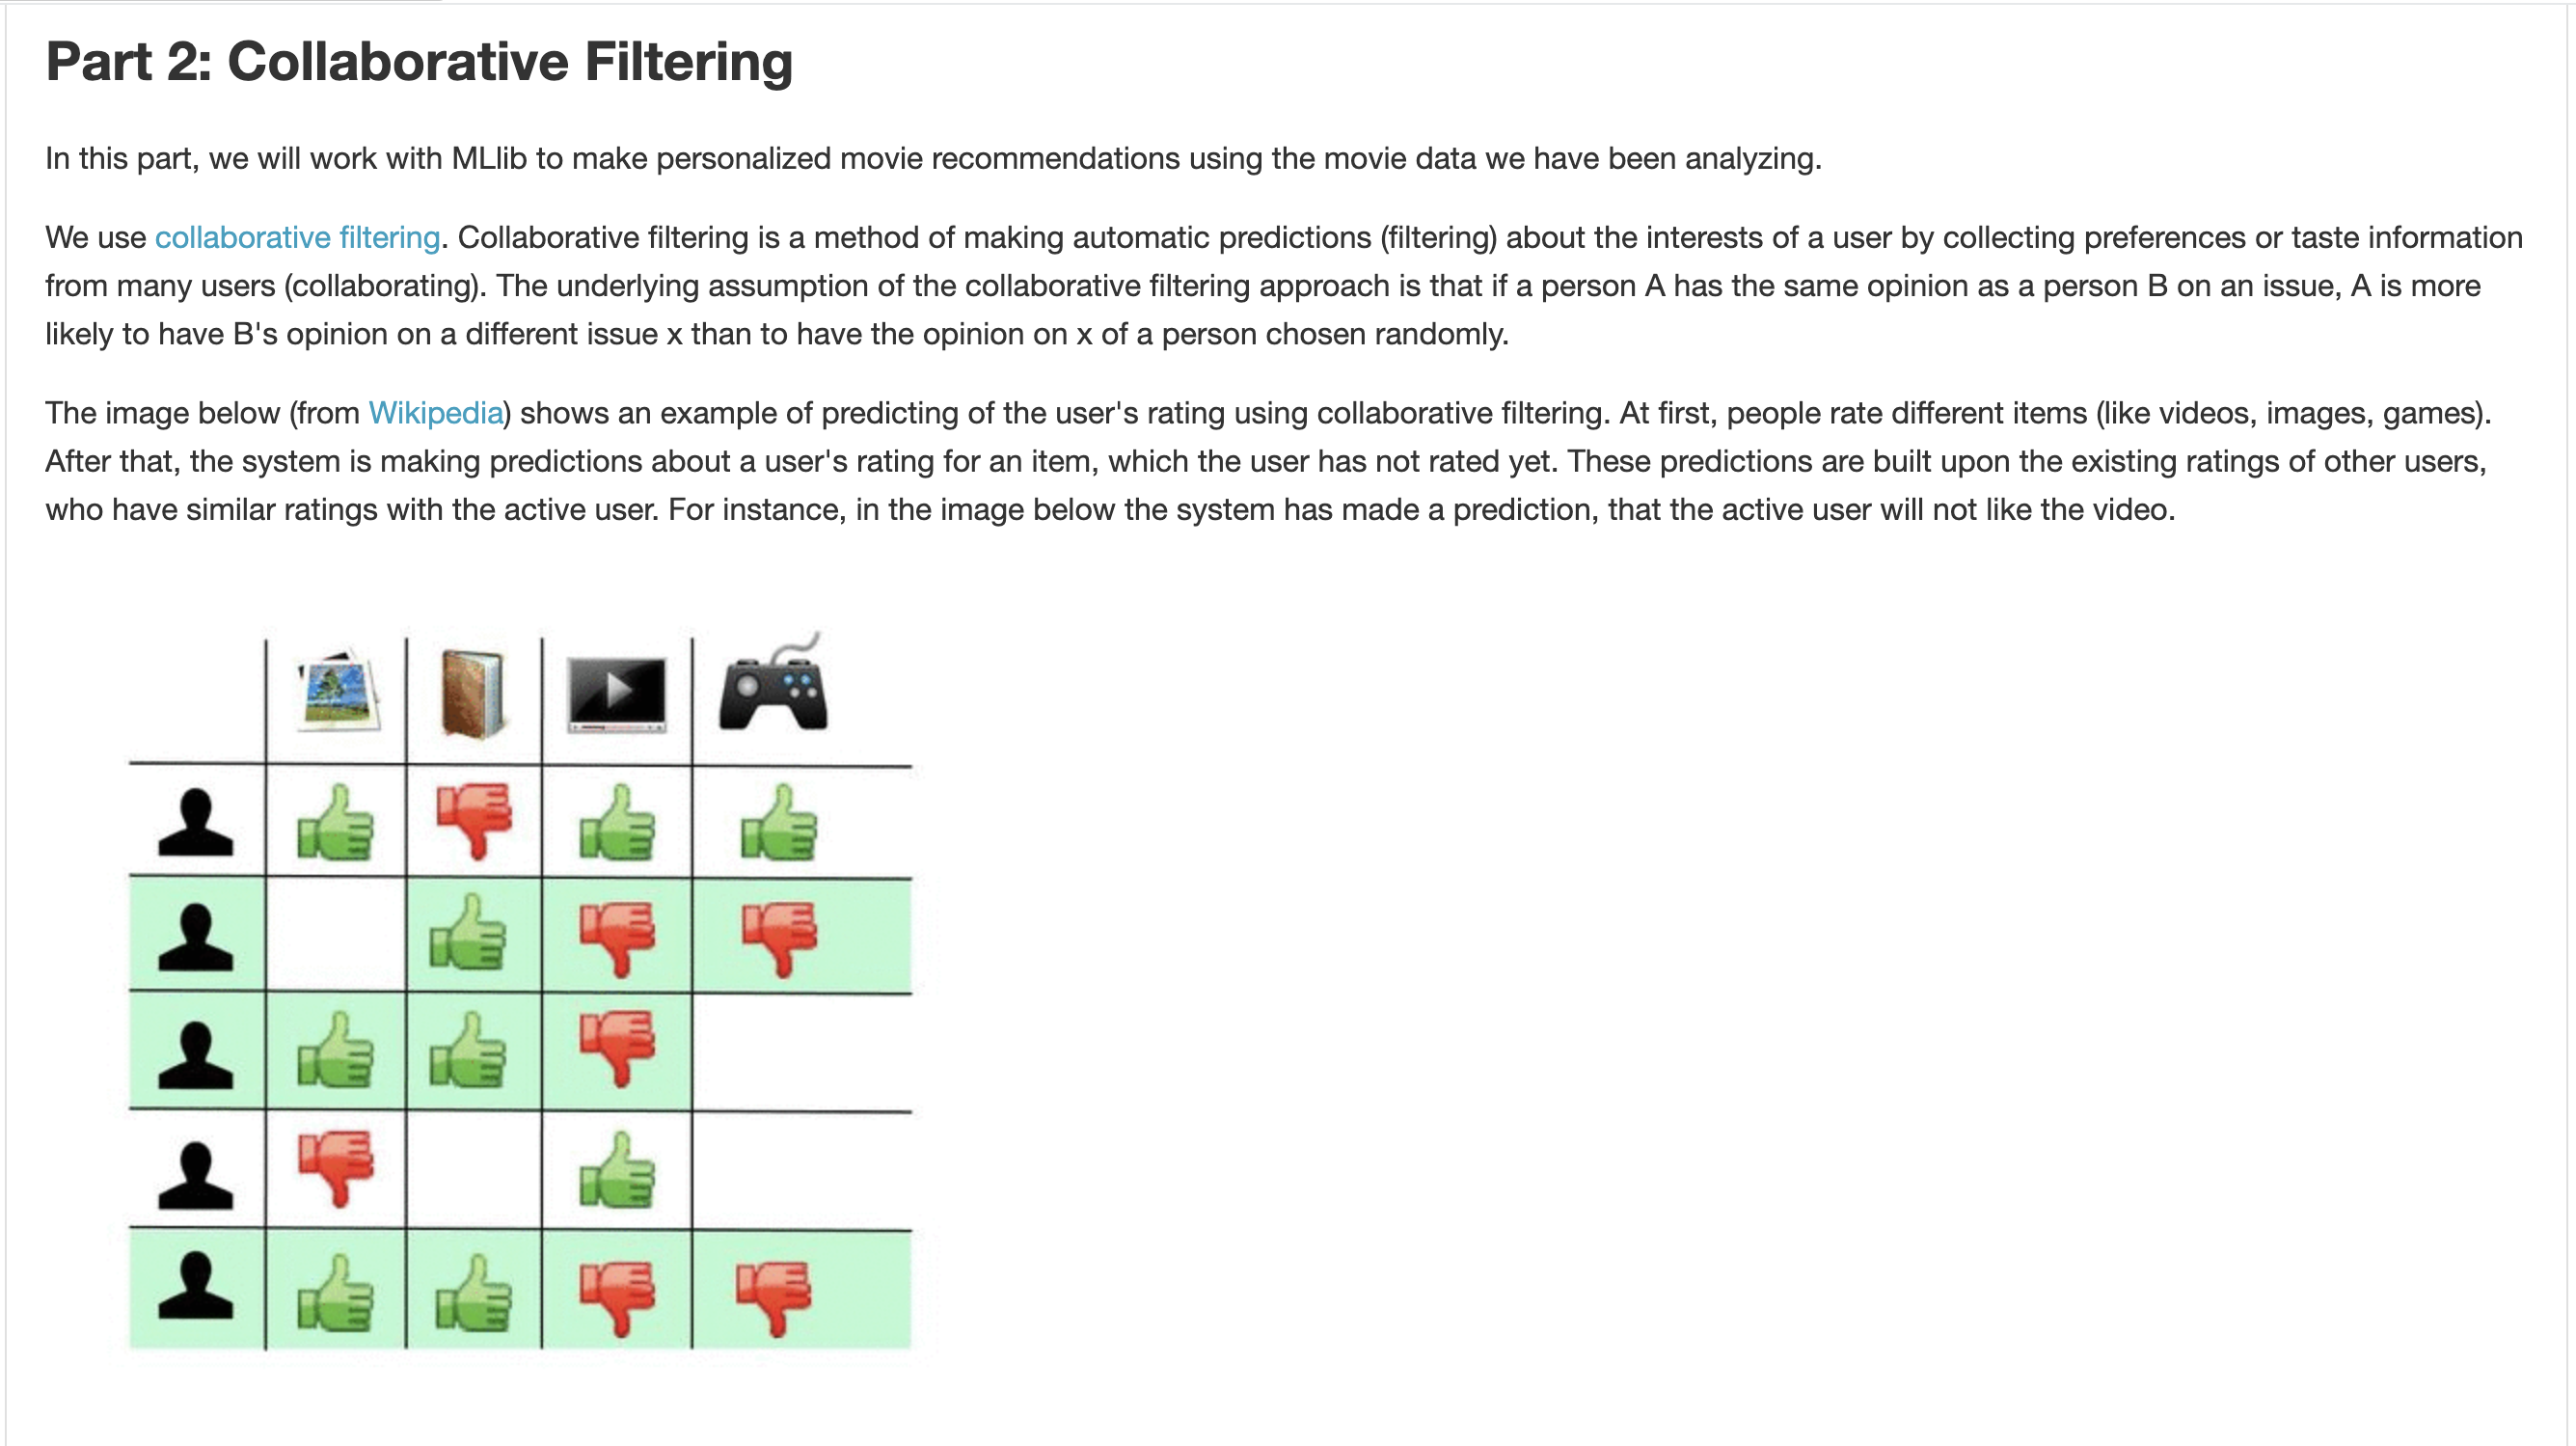 Part 2: Collaborative Filtering
In this part, we will work with MLlib to make personalized movie recommendations using the movie data we have been analyzing.
We use collaborative filtering. Collaborative filtering is a method of making automatic predictions (filtering) about the interests of a user by collecting preferences or taste information
from many users (collaborating). The underlying assumption of the collaborative filtering approach is that if a person A has the same opinion as a person B on an issue, A is more
likely to have B's opinion on a different issue x than to have the opinion on x of a person chosen randomly.
The image below (from Wikipedia) shows an example of predicting of the user's rating using collaborative filtering. At first, people rate different items (like videos, images, games).
After that, the system is making predictions about a user's rating for an item, which the user has not rated yet. These predictions are built upon the existing ratings of other users,
who have similar ratings with the active user. For instance, in the image below the system has made a prediction, that the active user will not like the video.